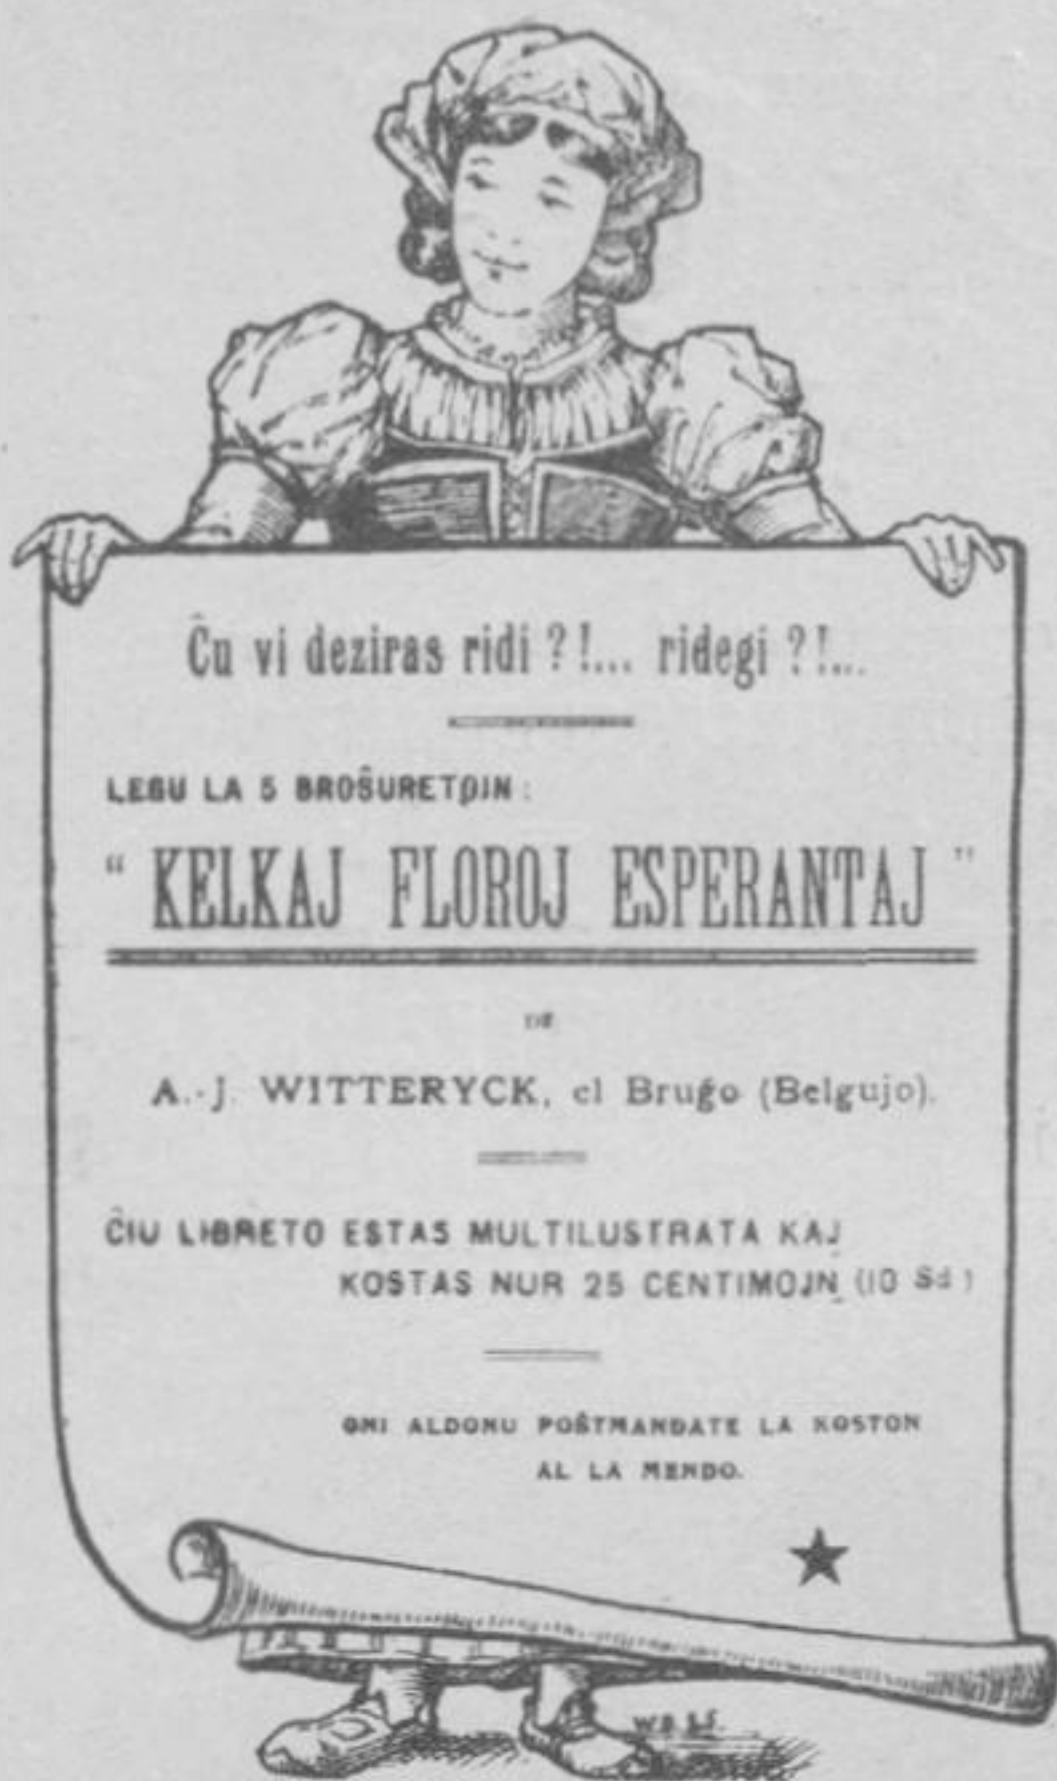 Ĉu vi deziras ridi ?!... ridegi ?!...
LEGU LA 5 BROŜURETOJN :
“ KELKAJ FLOROJ ESPERANTAJ ”
DE
A.-J. WITTERYCK, el Bruĝo (Belgujo).
ĈIU LIBRETO ESTAS MULTILUSTRATA KAJ
KOSTAS NUR 25 CENTIMOJN (10 Sd)
ONI ALDONU POŜTMANDATE LA KOSTON
AL LA MENDO.